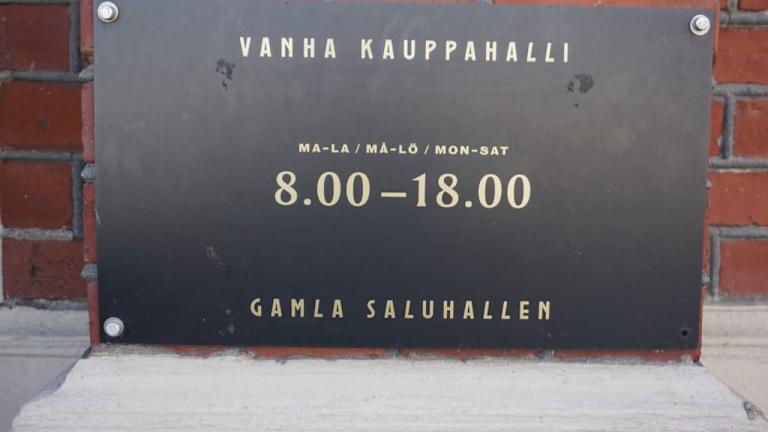 VANHA KAUPPAHALLI
MA-LA / MÅ-LÖ / MON-SAT
8.00 – 18.00
GAMLA SALUHALLEN